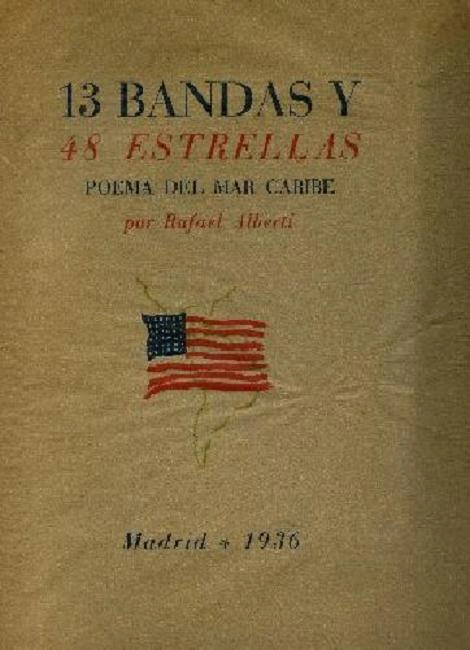 13 BANDAS Y
48 ESTRELLAS
POEMA DEL MAR CARIBE
por Rafael Alberti
Madrid + 1936